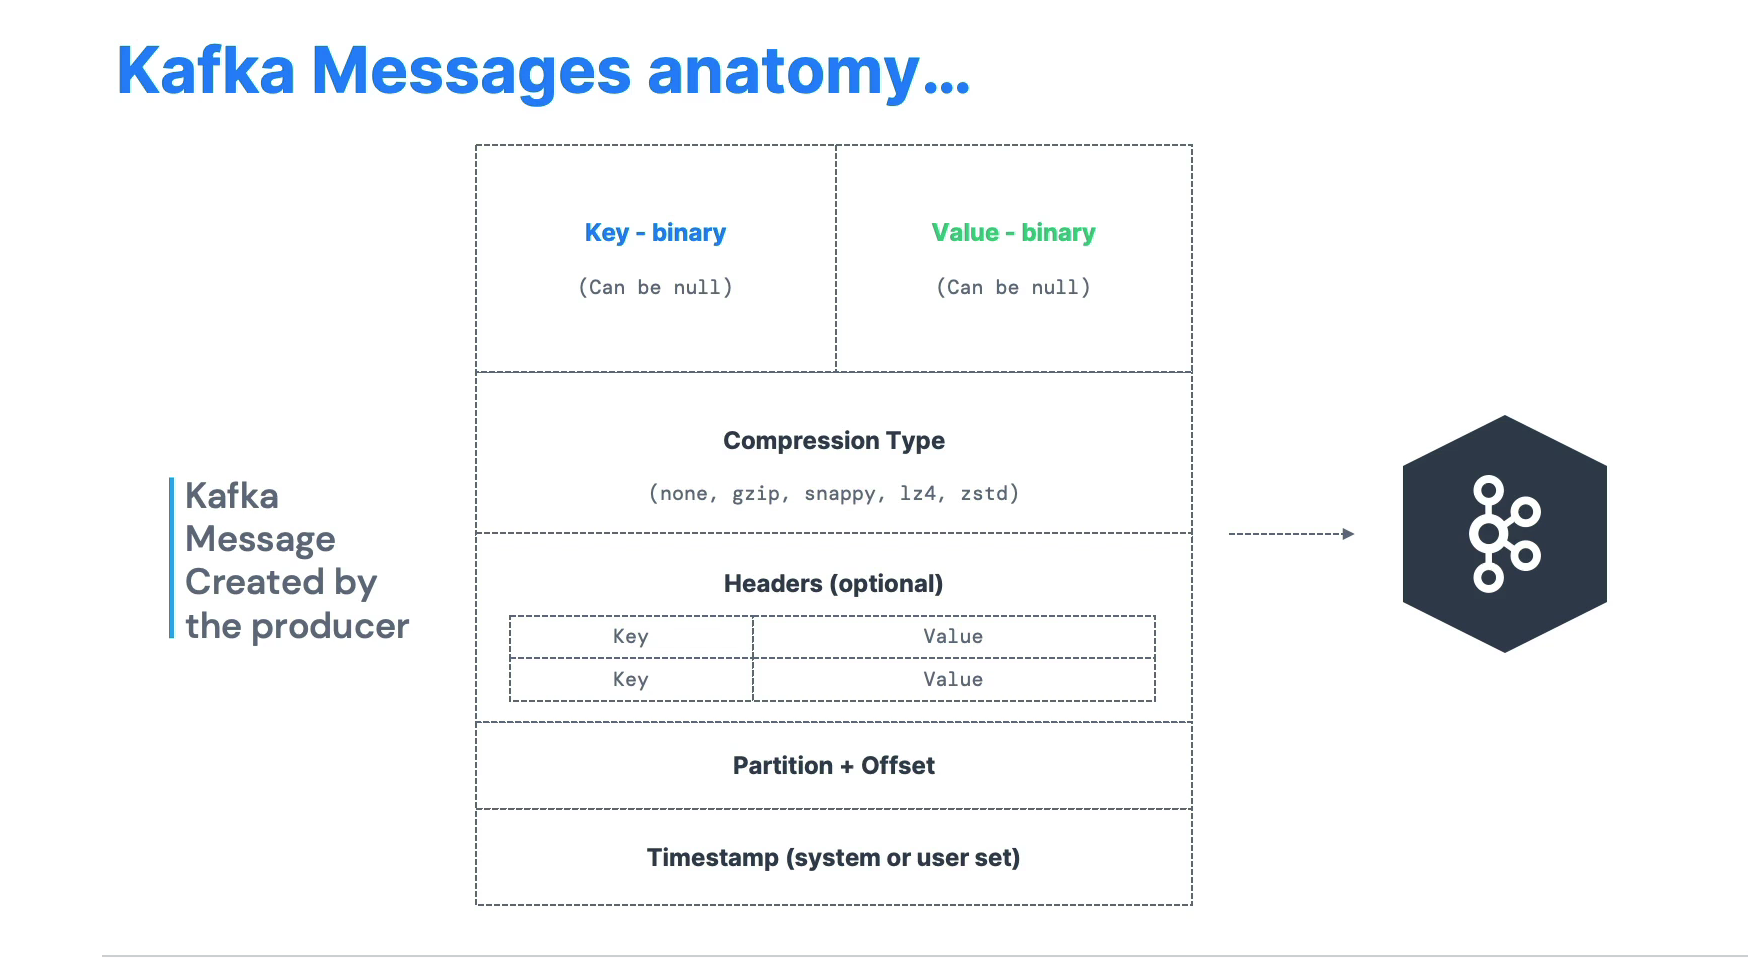 Kafka Messages anatomy...
Key - binary
Value - binary
(Can be null)
(Can be null)
Compression Type
(none, gzip, snappy, lz4, zstd)
Kafka
Message
Created by
the producer
Headers (optional)
Key
Value
Key
Value
Partition + Offset
Timestamp (system or user set)